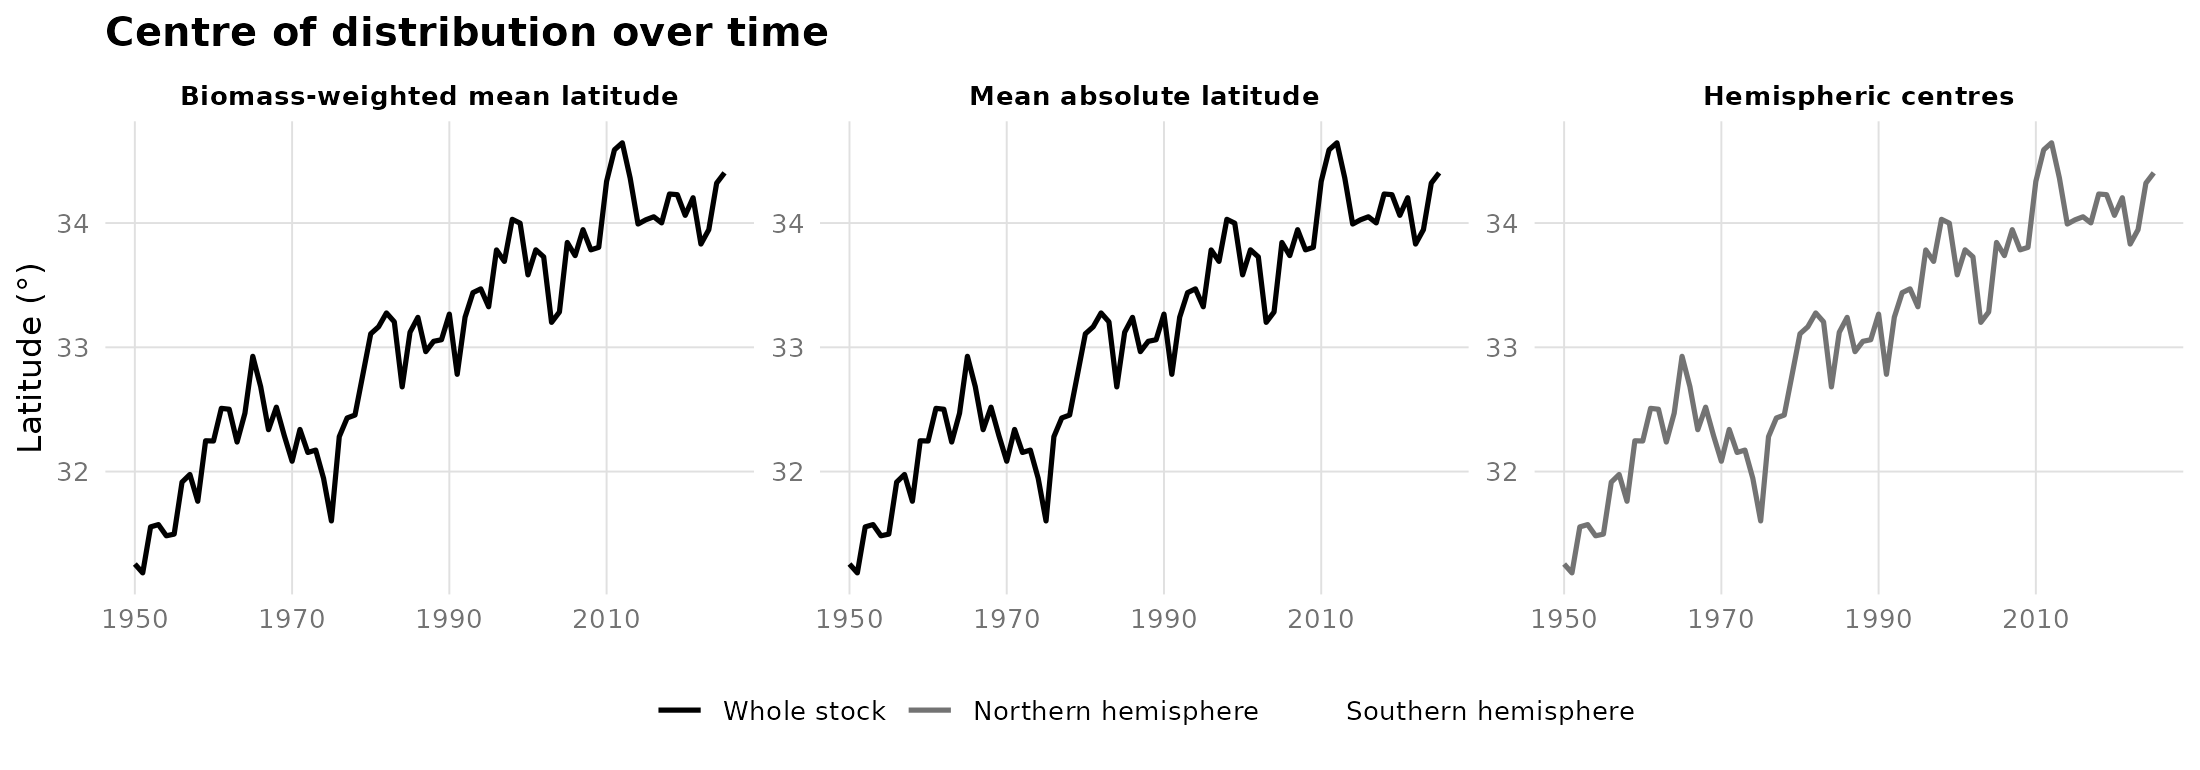 Centre of distribution over time
Biomass-weighted mean latitude
Mean absolute latitude
Hemispheric centres
Latitude (°)
34
33
32
1950 1970 1990 2010
34
33
32
1950 1970 1990 2010
34
33
32
1950 1970 1990 2010
Whole stock Northern hemisphere Southern hemisphere